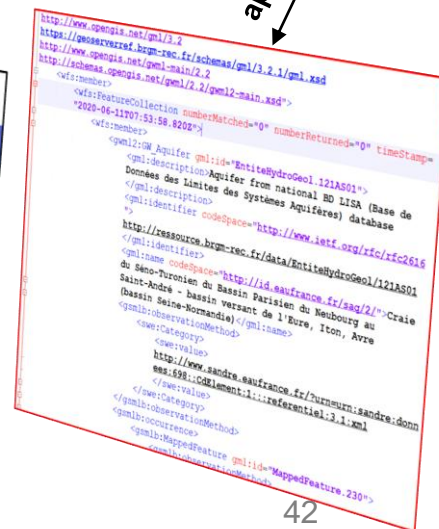 ap
http://www.opengis.net/gml/3.2
https://geoserverref.brgm-rec.fr/schemas/gml/3.2.1/gml.xsd
http://www.opengis.net/gwml-main/2.2
http://schemas.opengis.net/gwml/2.2/gwml2-main.xsd">
<wfs:member>
<wfs:FeatureCollection numberMatched="0" numberReturned="0" timeStamp=
"2020-06-11T07:53:58.820Z">
<wfs:member>
<gwml2:GW_Aquifer gml:id="EntiteHydroGeol.121AS01">
<gml:description>Aquifer from national BD LISA (Base de
Données des Limites des Systèmes Aquifères) database
</gml:description>
<gml:identifier codeSpace="http://www.ietf.org/rfc/rfc2616
">
http://ressource.brgm-rec.fr/data/EntiteHydroGeol/121AS01
</gml:identifier>
<gml:name codeSpace="http://id.eaufrance.fr/sag/2/">Craie
du Séno-Turonien du Bassin Parisien du Neubourg au
Saint-André - bassin versant de l'Eure, Iton, Avre
(bassin Seine-Normandie)</gml:name>
<gsmlb:observationMethod>
<swe:Category>
<swe:value>
http://www.sandre.eaufrance.fr/?urn=urn:sandre:donn
ees:698::CdElement:1:::referentiel:3.1:xml
</swe:value>
</swe:Category>
</gsmlb:observationMethod>
<gsmlb:occurrence>
<gsmlb:MappedFeature gml:id="MappedFeature.230">
<gsmlb:observationMethod>
42